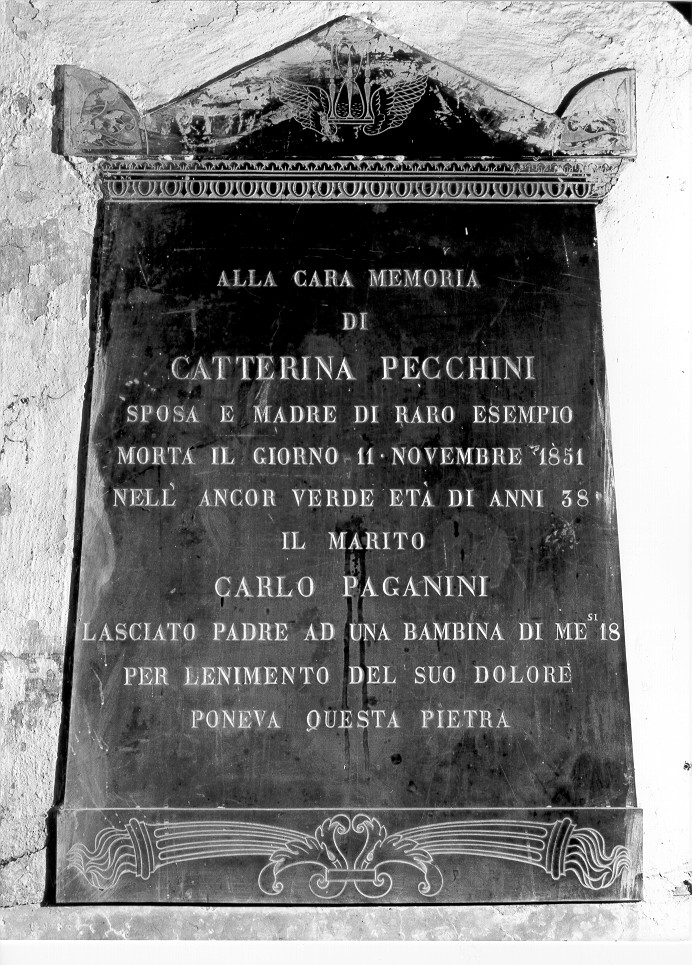 ALLA CARA MEMORIA
DI
CATTERINA PECCHINI
SPOSA E MADRE DI RARO ESEMPIO
MORTA IL GIORNO 11· NOVEMBRE 1851
NELL' ANCOR VERDE ETÀ DI ANNI 38
IL MARITO
CARLO PAGANINI
LASCIATO PADRE AD UNA BAMBINA DI MESI 18
PER LENIMENTO DEL SUO DOLORE
PONEVA QUESTA PIETRA